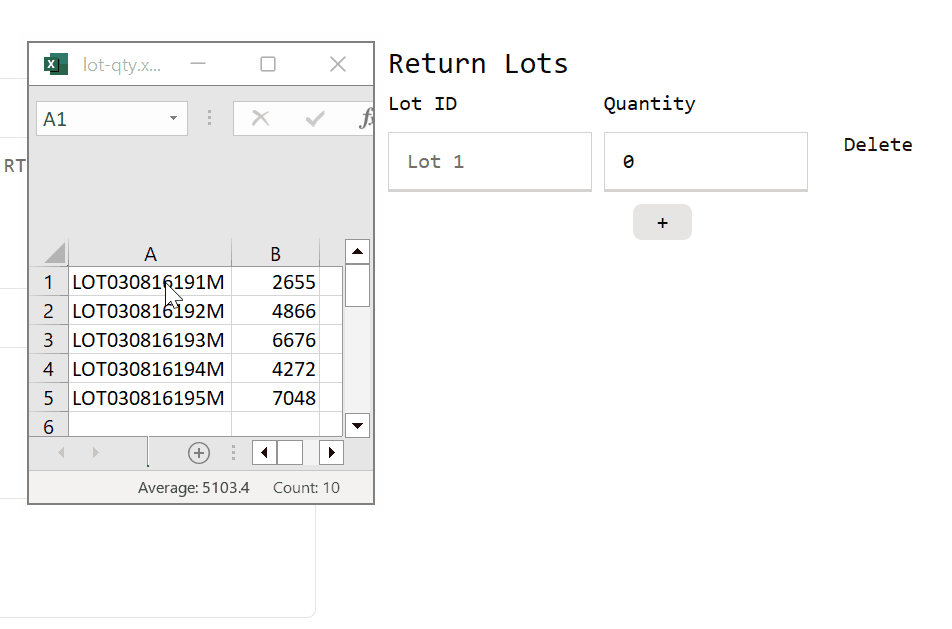 lot-qty.x...
Return Lots
A1
Lot ID
Quantity
RT
Lot 1
0
Delete
+
A B
1 LOT030816191M 2655
2 LOT030816192M 4866
3 LOT030816193M 6676
4 LOT030816194M 4272
5 LOT030816195M 7048
6
Average: 5103.4 Count: 10